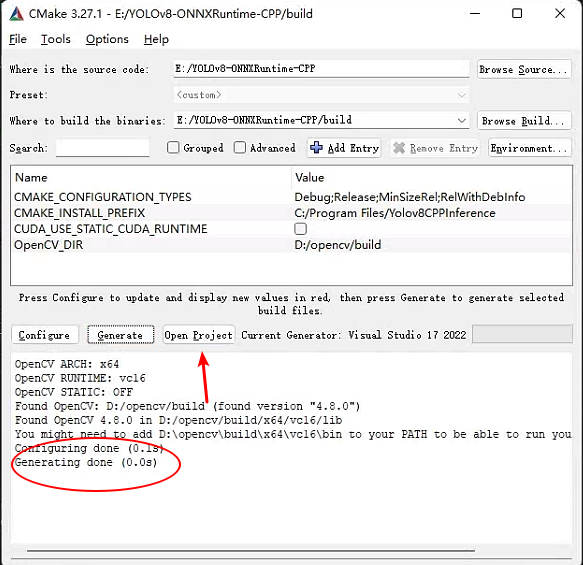 CMake 3.27.1 - E:/YOLOv8-ONNXRuntime-CPP/build
File Tools Options Help
Where is the source code: E:/YOLOv8-ONNXRuntime-CPP Browse Source...
Preset: <custom>
Where to build the binaries: E:/YOLOv8-ONNXRuntime-CPP/build Browse Build...
Search: Grouped Advanced Add Entry Remove Entry Environment...
Name Value
CMAKE_CONFIGURATION_TYPES Debug;Release;MinSizeRel;RelWithDebInfo
CMAKE_INSTALL_PREFIX C:/Program Files/Yolov8CPPInference
CUDA_USE_STATIC_CUDA_RUNTIME
OpenCV_DIR D:/opencv/build
Press Configure to update and display new values in red, then press Generate to generate selected
build files.
Configure Generate Open Project Current Generator: Visual Studio 17 2022
OpenCV ARCH: x64
OpenCV RUNTIME: vc16
OpenCV STATIC: OFF
Found OpenCV: D:/opencv/build (found version "4.8.0")
Found OpenCV 4.8.0 in D:/opencv/build/x64/vc16/lib
You might need to add D:\opencv\build\x64\vc16\bin to your PATH to be able to run you
Configuring done (0.1s)
Generating done (0.0s)